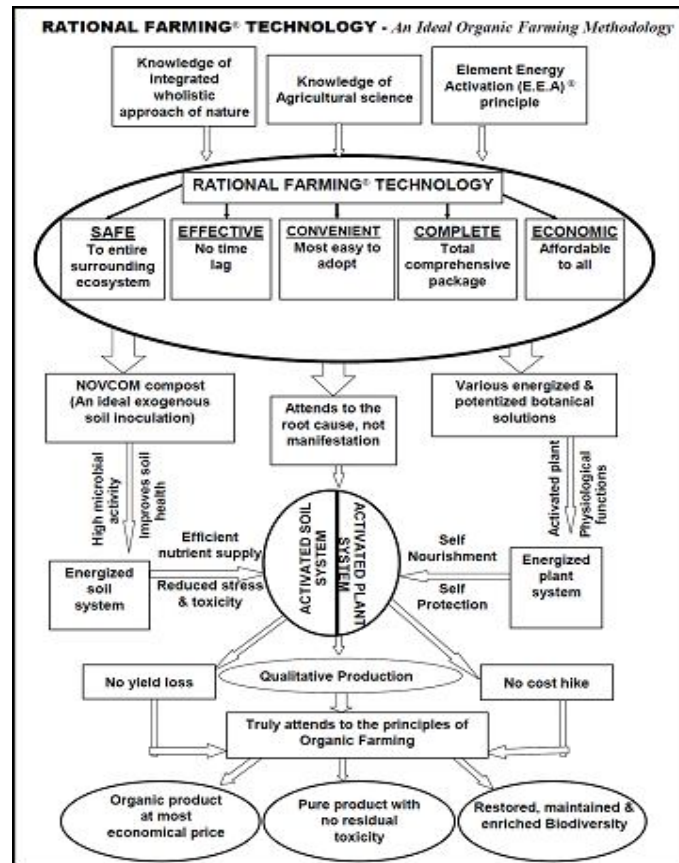 RATIONAL FARMING® TECHNOLOGY - An Ideal Organic Farming Methodology
Knowledge of
integrated
wholistic
approach of nature
Knowledge of
Agricultural science
Element Energy
Activation (E.E.A)®
principle
RATIONAL FARMING® TECHNOLOGY
SAFE
To entire
surrounding
ecosystem
EFFECTIVE
No time
lag
CONVENIENT
Most easy to
adopt
COMPLETE
Total
comprehensive
package
ECONOMIC
Affordable
to all
NOVCOM compost
(An ideal exogenous
soil inoculation)
Attends to the
root cause, not
manifestation
Various energized &
potentized botanical
solutions
High microbial
activity
Improves soil
health
Activated plant
Physiological
functions
Energized
soil system
Efficient
nutrient supply
Reduced stress
& toxicity
ACTIVATED SOIL
SYSTEM
ACTIVATED PLANT
SYSTEM
Self
Nourishment
Self
Protection
Energized
plant
system
No yield loss
Qualitative Production
No cost hike
Truly attends to the principles of
Organic Farming
Organic product
at most
economical price
Pure product with
no residual
toxicity
Restored, maintained &
enriched Biodiversity